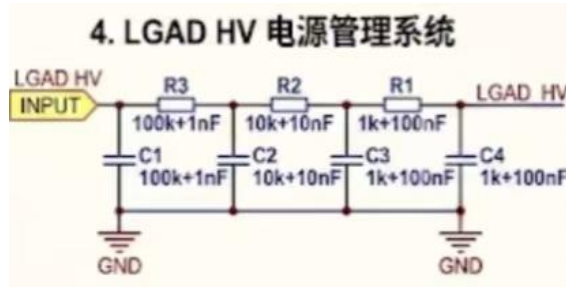 4. LGAD HV 电源管理系统
LGAD HV
INPUT
R3
100k+1nF
R2
10k+10nF
R1
1k+100nF
LGAD HV
C1
100k+1nF
C2
10k+10nF
C3
1k+100nF
C4
1k+100nF
GND
GND